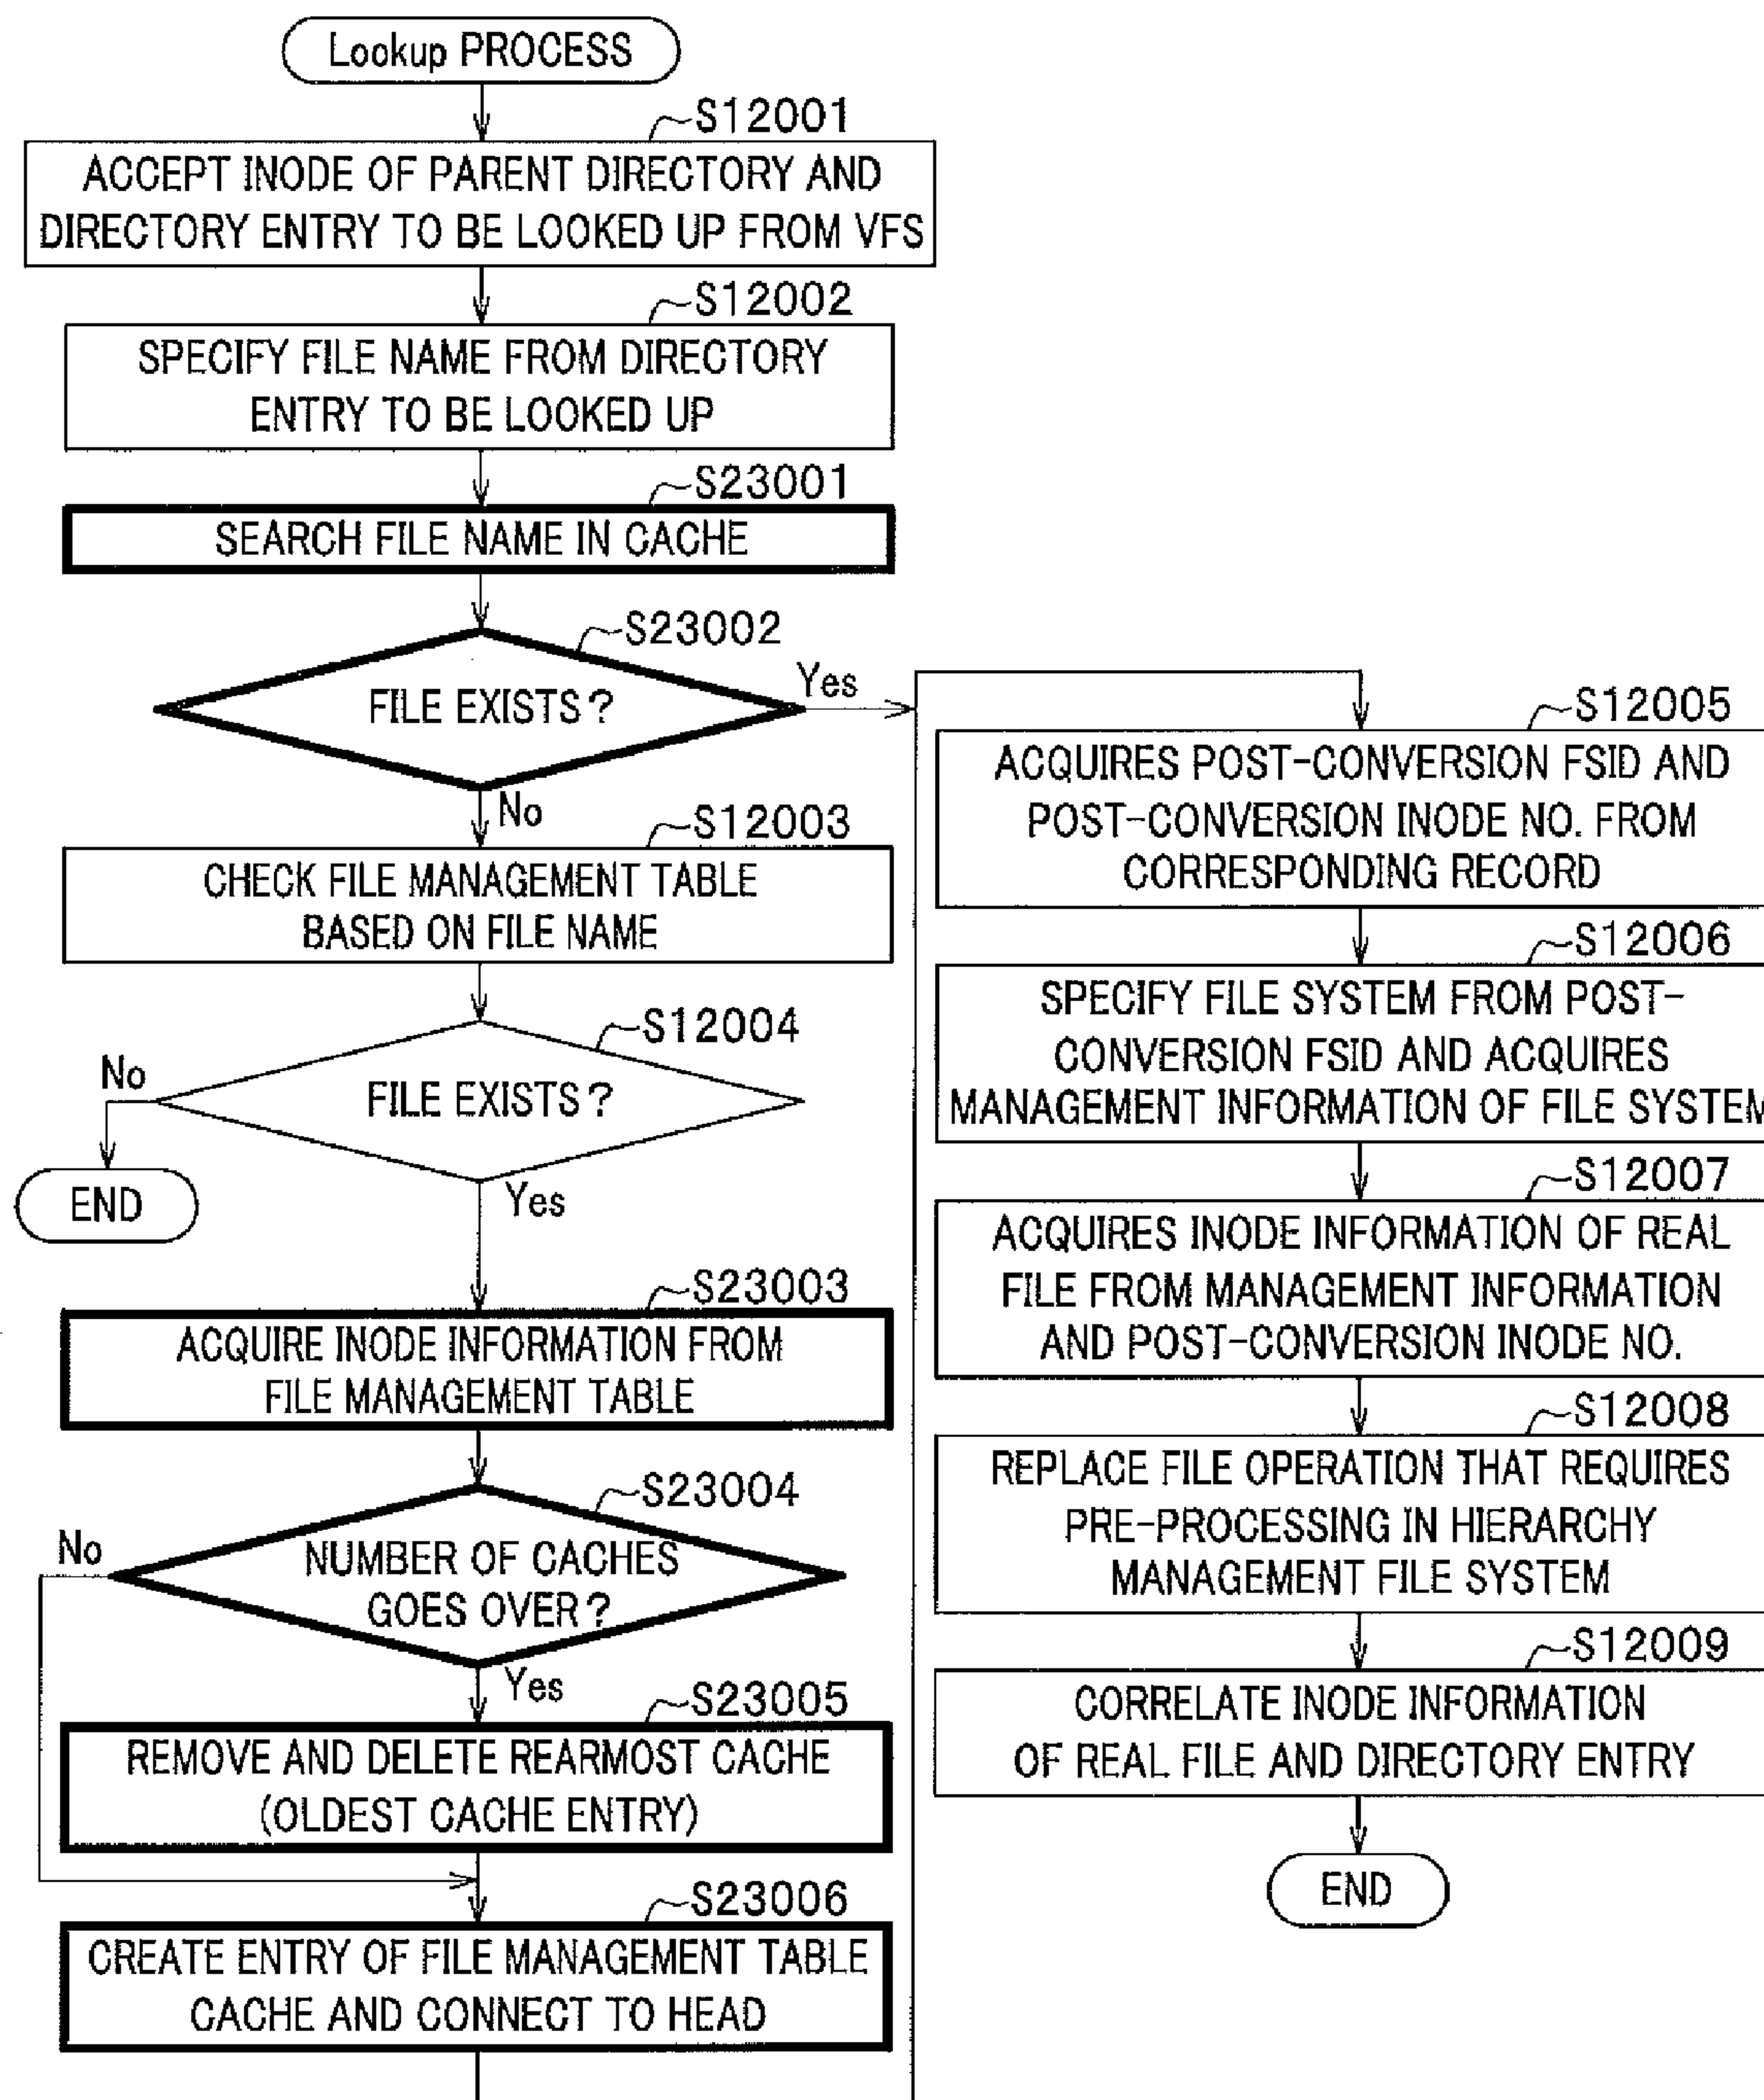 Lookup PROCESS
S12001
ACCEPT INODE OF PARENT DIRECTORY AND
DIRECTORY ENTRY TO BE LOOKED UP FROM VFS
S12002
SPECIFY FILE NAME FROM DIRECTORY
ENTRY TO BE LOOKED UP
S23001
SEARCH FILE NAME IN CACHE
S23002
FILE EXISTS?
Yes
No
S12003
CHECK FILE MANAGEMENT TABLE
BASED ON FILE NAME
S12004
FILE EXISTS?
No
END
Yes
S23003
ACQUIRE INODE INFORMATION FROM
FILE MANAGEMENT TABLE
S23004
NUMBER OF CACHES
GOES OVER?
No
Yes
S23005
REMOVE AND DELETE REARMOST CACHE
(OLDEST CACHE ENTRY)
S23006
CREATE ENTRY OF FILE MANAGEMENT TABLE
CACHE AND CONNECT TO HEAD
S12005
ACQUIRES POST-CONVERSION FSID AND
POST-CONVERSION INODE NO. FROM
CORRESPONDING RECORD
S12006
SPECIFY FILE SYSTEM FROM POST-
CONVERSION FSID AND ACQUIRES
MANAGEMENT INFORMATION OF FILE SYSTEM
S12007
ACQUIRES INODE INFORMATION OF REAL
FILE FROM MANAGEMENT INFORMATION
AND POST-CONVERSION INODE NO.
S12008
REPLACE FILE OPERATION THAT REQUIRES
PRE-PROCESSING IN HIERARCHY
MANAGEMENT FILE SYSTEM
S12009
CORRELATE INODE INFORMATION
OF REAL FILE AND DIRECTORY ENTRY
END